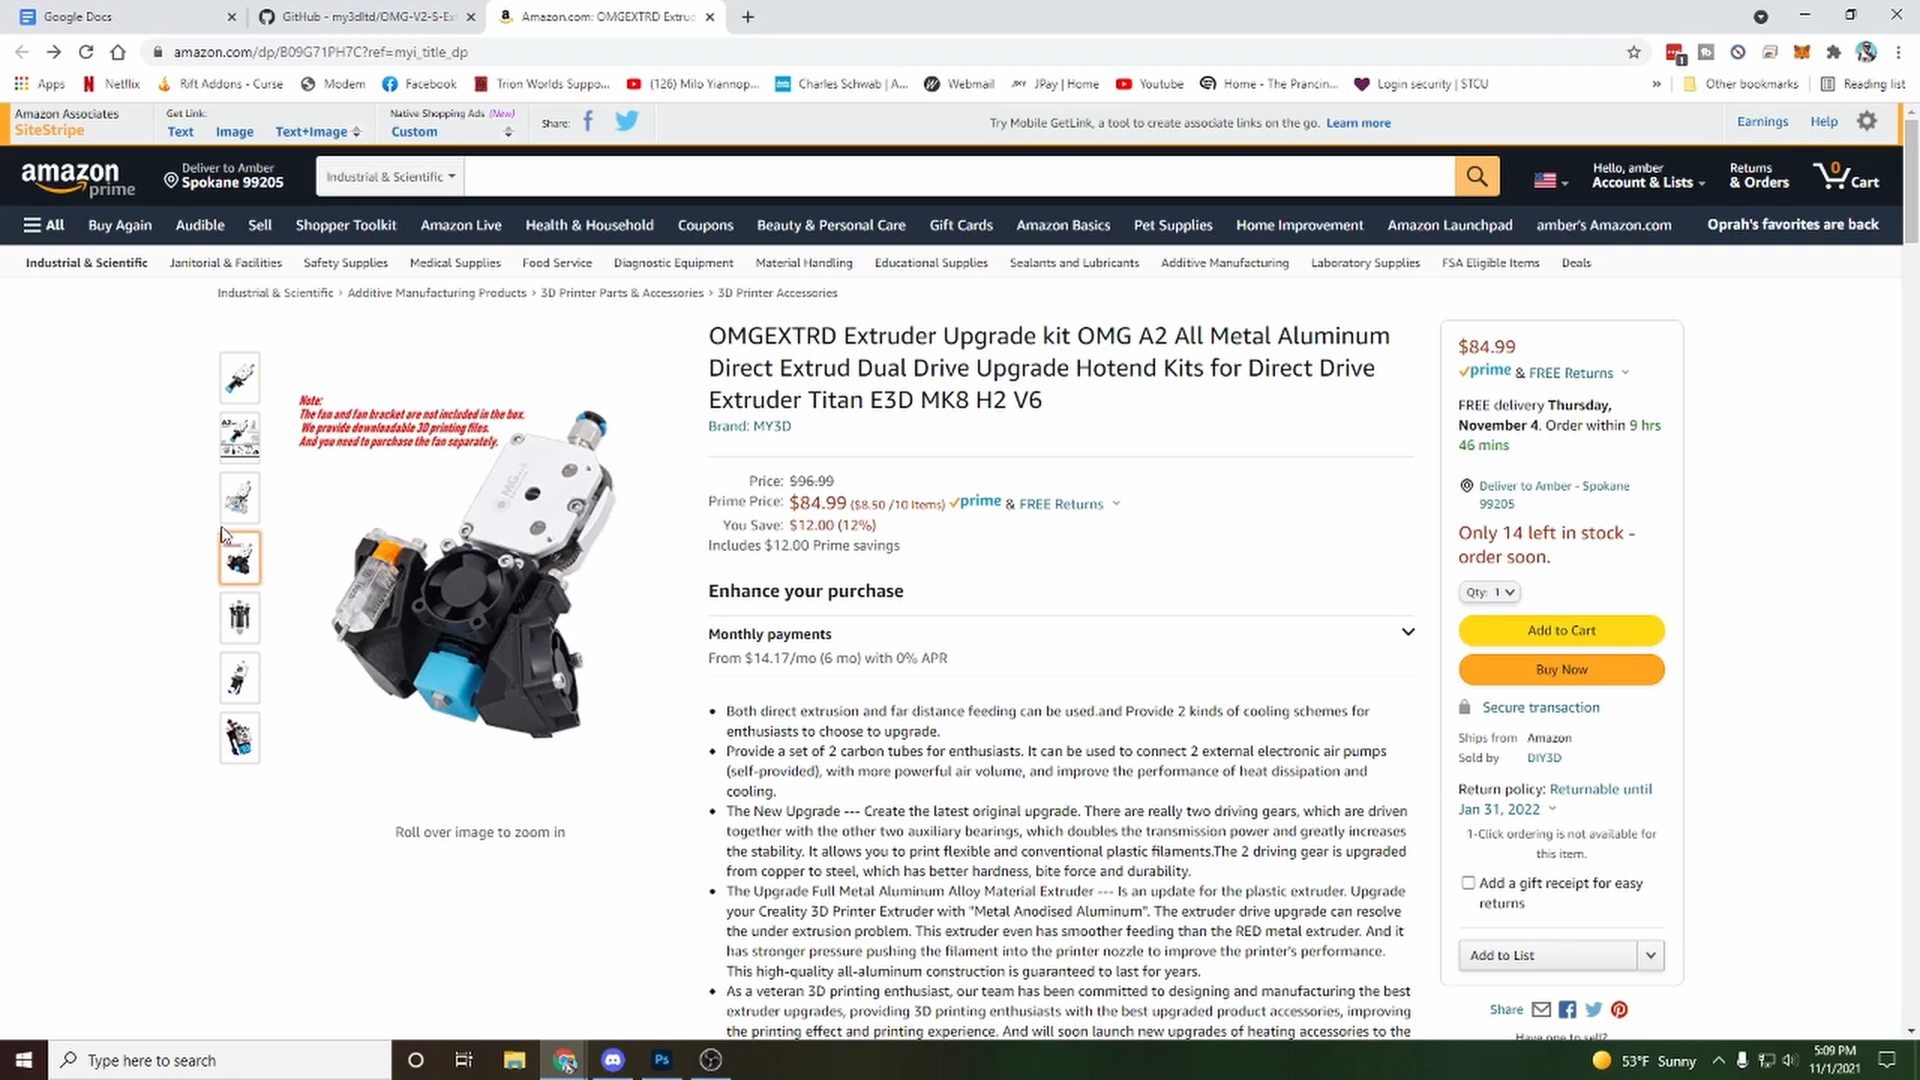 Google Docs
GitHub - my3dltd/OMG-V2-S-Ex
Amazon.com: OMGEXTRD Extrud
amazon.com/dp/B09G71PH7C?ref=myi_title_dp
1
Apps
Netflix
Rift Addons - Curse
Modem
Facebook
Trion Worlds Suppo...
(126) Milo Yiannop...
Charles Schwab | A...
Webmail
JPay | Home
Youtube
Home - The Prancin...
Login security | STCU
»
Other bookmarks
Reading list
Amazon Associates
SiteStripe
Get Link:
Text
Image
Text+Image
Native Shopping Ads (New)
Custom
Share:
Try Mobile GetLink, a tool to create associate links on the go. Learn more
Earnings
Help
amazon
prime
Deliver to Amber
Spokane 99205
Industrial & Scientific
Hello, amber
Account & Lists
Returns
& Orders
0
Cart
All
Buy Again
Audible
Sell
Shopper Toolkit
Amazon Live
Health & Household
Coupons
Beauty & Personal Care
Gift Cards
Amazon Basics
Pet Supplies
Home Improvement
Amazon Launchpad
amber's Amazon.com
Oprah's favorites are back
Industrial & Scientific
Janitorial & Facilities
Safety Supplies
Medical Supplies
Food Service
Diagnostic Equipment
Material Handling
Educational Supplies
Sealants and Lubricants
Additive Manufacturing
Laboratory Supplies
FSA Eligible Items
Deals
Industrial & Scientific › Additive Manufacturing Products › 3D Printer Parts & Accessories › 3D Printer Accessories
Note:
The fan and fan bracket are not included in the box.
We provide downloadable 3D printing files.
And you need to purchase the fan separately.
Roll over image to zoom in
OMGEXTRD Extruder Upgrade kit OMG A2 All Metal Aluminum
Direct Extrud Dual Drive Upgrade Hotend Kits for Direct Drive
Extruder Titan E3D MK8 H2 V6
Brand: MY3D
Price: $96.99
Prime Price: $84.99 ($8.50 /10 Items) prime & FREE Returns
You Save: $12.00 (12%)
Includes $12.00 Prime savings
Enhance your purchase
Monthly payments
From $14.17/mo (6 mo) with 0% APR
• Both direct extrusion and far distance feeding can be used.and Provide 2 kinds of cooling schemes for
enthusiasts to choose to upgrade.
• Provide a set of 2 carbon tubes for enthusiasts. It can be used to connect 2 external electronic air pumps
(self-provided), with more powerful air volume, and improve the performance of heat dissipation and
cooling.
• The New Upgrade --- Create the latest original upgrade. There are really two driving gears, which are driven
together with the other two auxiliary bearings, which doubles the transmission power and greatly increases
the stability. It allows you to print flexible and conventional plastic filaments.The 2 driving gear is upgraded
from copper to steel, which has better hardness, bite force and durability.
• The Upgrade Full Metal Aluminum Alloy Material Extruder --- Is an update for the plastic extruder. Upgrade
your Creality 3D Printer Extruder with "Metal Anodised Aluminum". The extruder drive upgrade can resolve
the under extrusion problem. This extruder even has smoother feeding than the RED metal extruder. And it
has stronger pressure pushing the filament into the printer nozzle to improve the printer's performance.
This high-quality all-aluminum construction is guaranteed to last for years.
• As a veteran 3D printing enthusiast, our team has been committed to designing and manufacturing the best
extruder upgrades, providing 3D printing enthusiasts with the best upgraded product accessories, improving
the printing effect and printing experience. And will soon launch new upgrades of heating accessories to the
$84.99
prime & FREE Returns
FREE delivery Thursday,
November 4. Order within 9 hrs
46 mins
Deliver to Amber - Spokane
99205
Only 14 left in stock -
order soon.
Qty: 1
Add to Cart
Buy Now
Secure transaction
Ships from Amazon
Sold by DIY3D
Return policy: Returnable until
Jan 31, 2022
1-Click ordering is not available for
this item.
Add a gift receipt for easy
returns
Add to List
Share
Have one to sell?
Type here to search
Ps
53°F Sunny
5:09 PM
11/1/2021